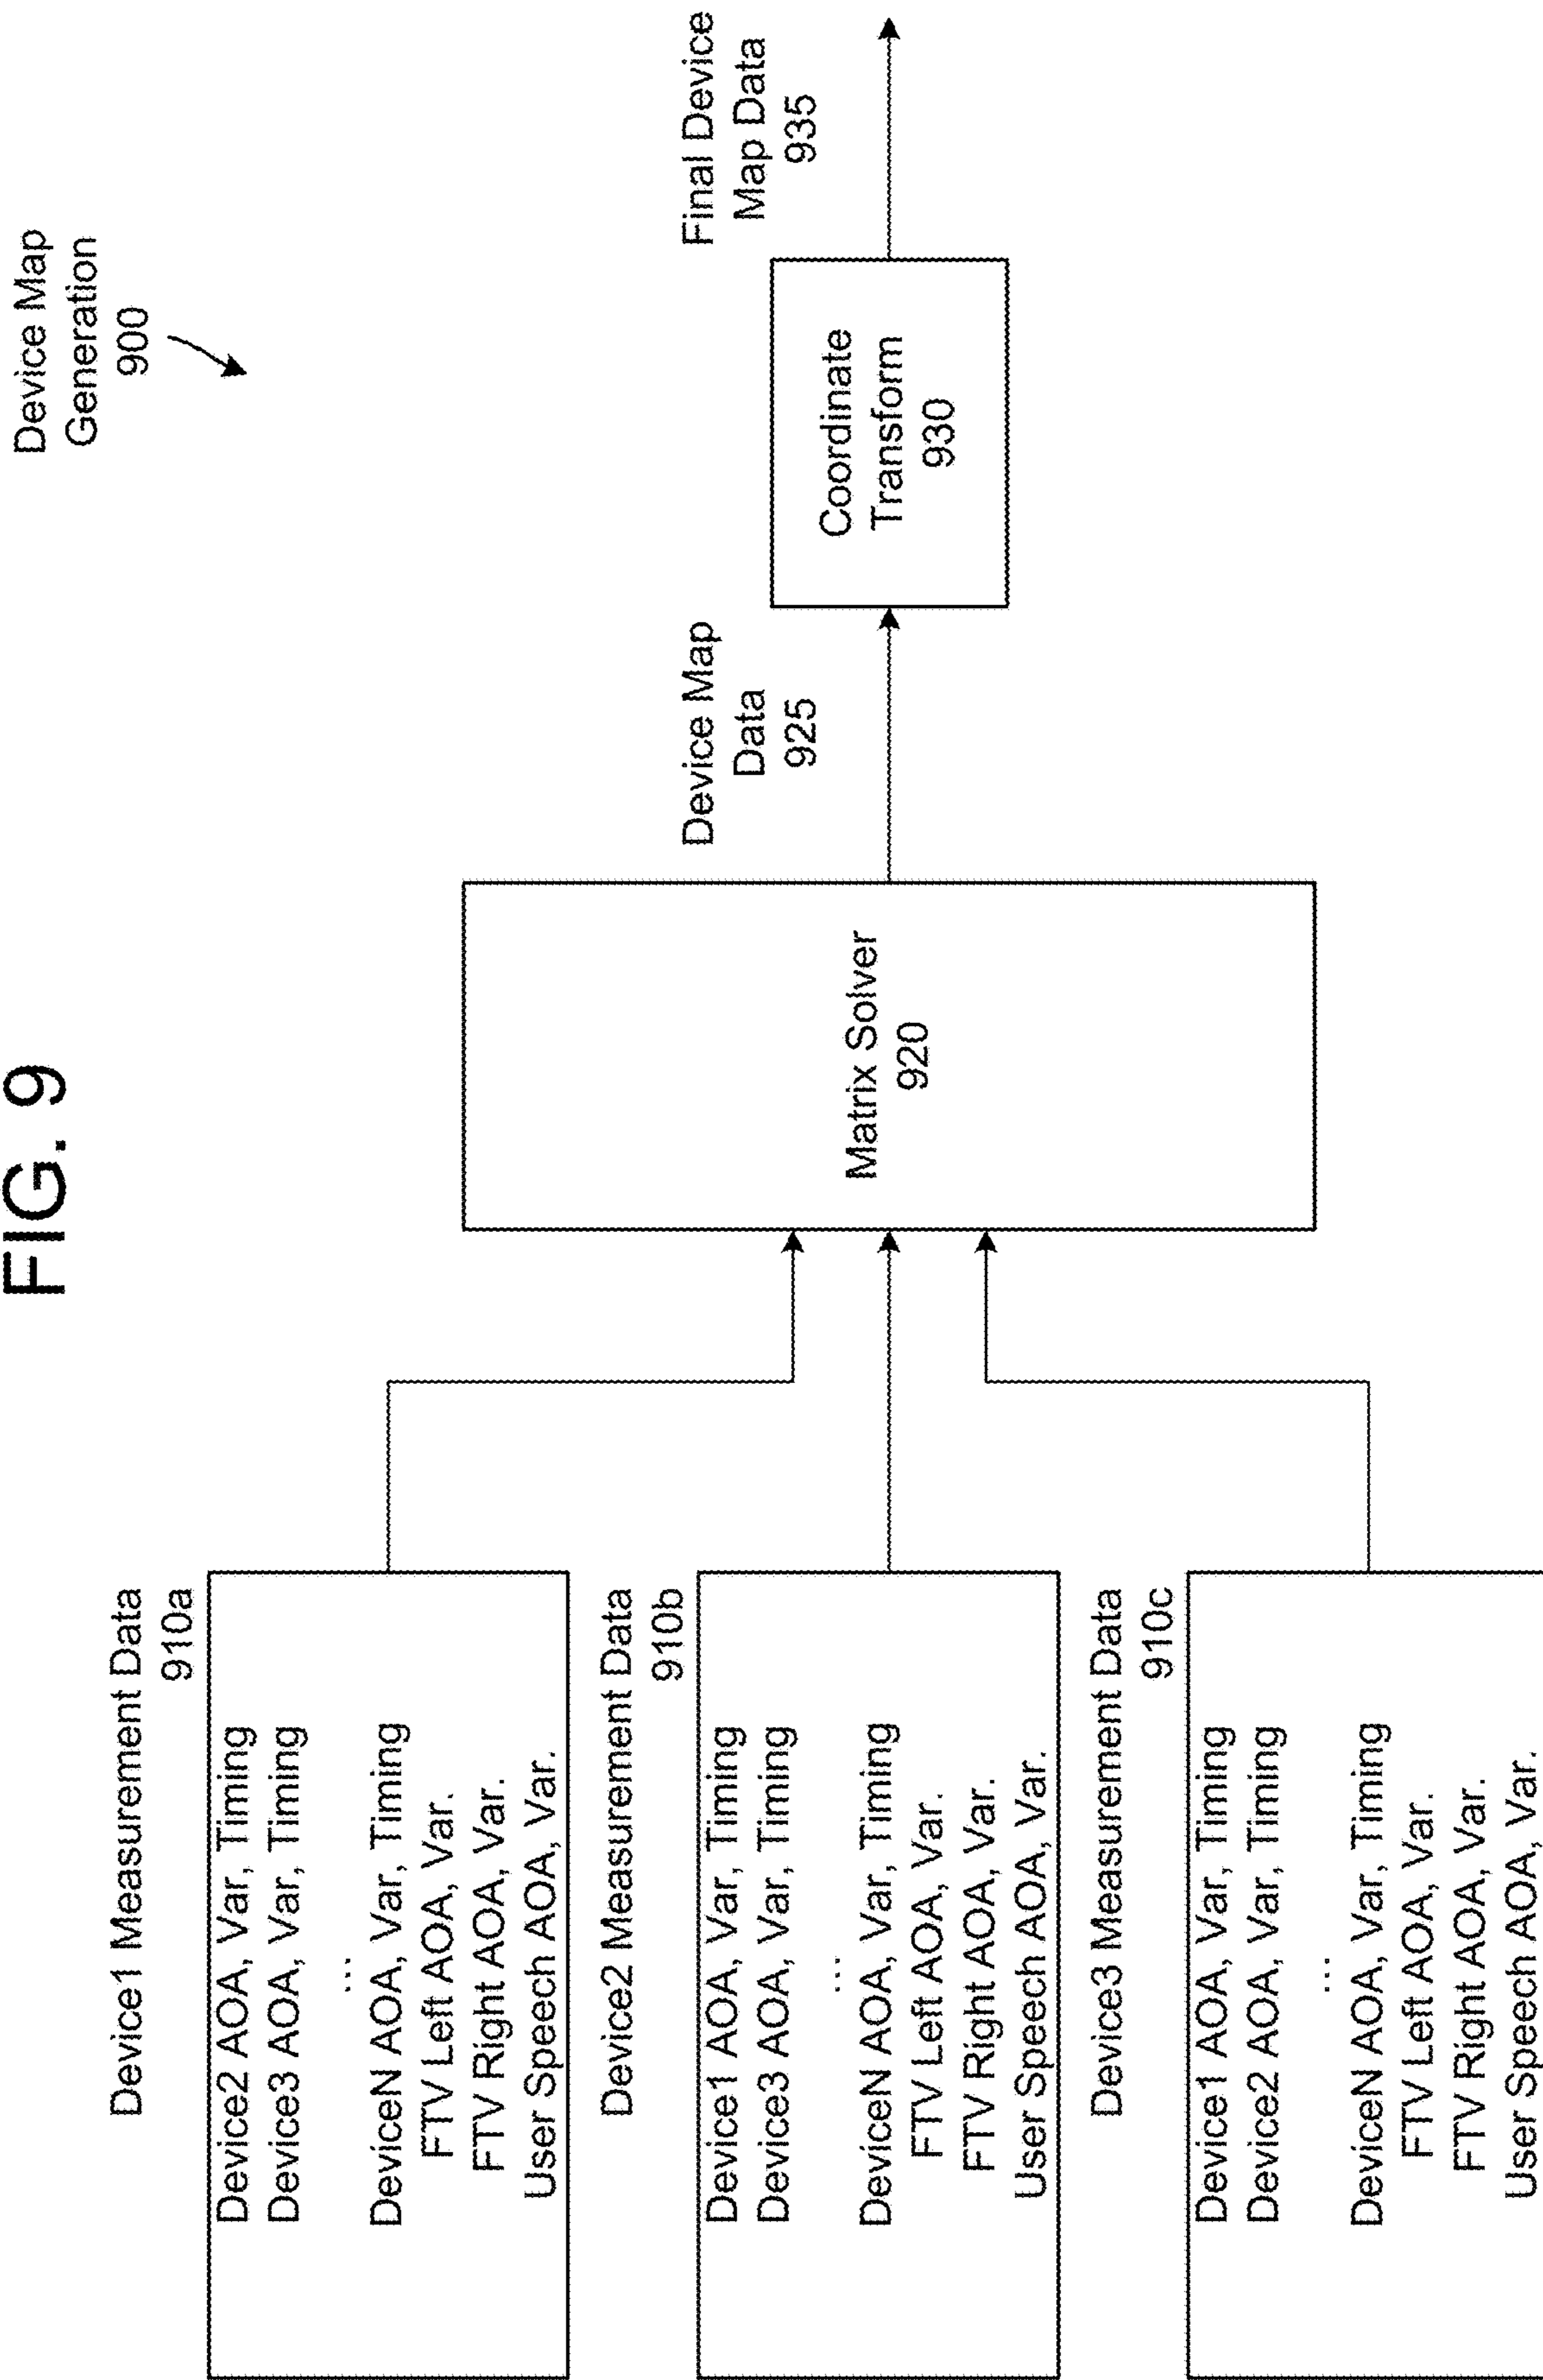 FIG. 9
Device Map
Generation
900
Device1 Measurement Data
910a
Device2 AOA, Var, Timing
Device3 AOA, Var, Timing
...
DeviceN AOA, Var, Timing
FTV Left AOA, Var.
FTV Right AOA, Var.
User Speech AOA, Var.
Device2 Measurement Data
910b
Device1 AOA, Var, Timing
Device3 AOA, Var, Timing
...
DeviceN AOA, Var, Timing
FTV Left AOA, Var.
FTV Right AOA, Var.
User Speech AOA, Var.
Device3 Measurement Data
910c
Device1 AOA, Var, Timing
Device2 AOA, Var, Timing
...
DeviceN AOA, Var, Timing
FTV Left AOA, Var.
FTV Right AOA, Var.
User Speech AOA, Var.
Matrix Solver
920
Device Map
Data
925
Coordinate
Transform
930
Final Device
Map Data
935